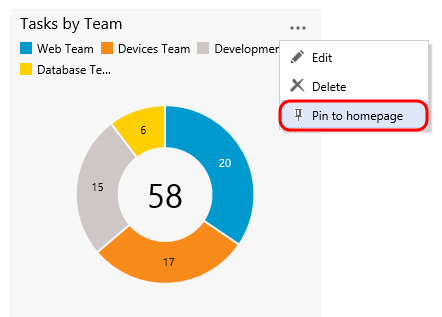 Tasks by Team
Web Team Devices Team Developmen
Database Te...
Edit
Delete
Pin to homepage
6
20
15
58
17